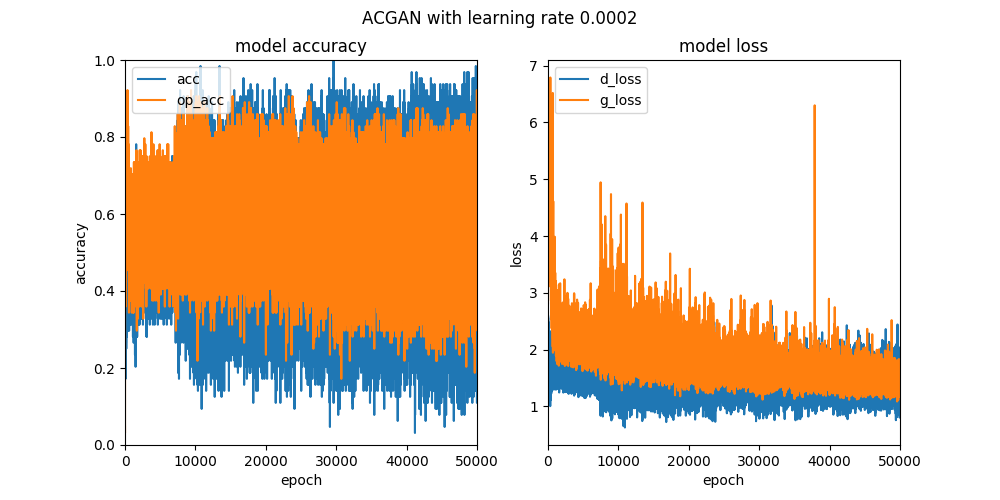 ACGAN with learning rate 0.0002
model accuracy
acc
op_acc
1.0
0.8
0.6
0.4
0.2
0.0
accuracy
0
10000
20000
30000
40000
50000
epoch
model loss
d_loss
g_loss
7
6
5
4
3
2
1
loss
0
10000
20000
30000
40000
50000
epoch